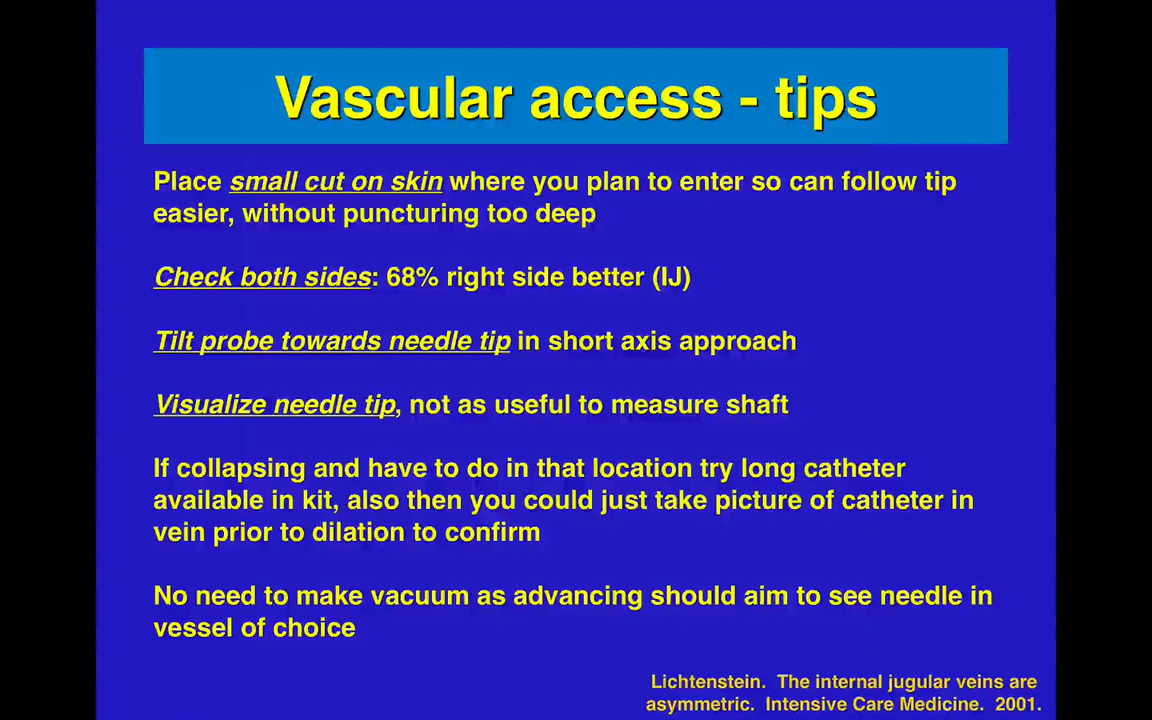 Vascular access - tips
Place small cut on skin where you plan to enter so can follow tip
easier, without puncturing too deep
Check both sides: 68% right side better (IJ)
Tilt probe towards needle tip in short axis approach
Visualize needle tip, not as useful to measure shaft
If collapsing and have to do in that location try long catheter
available in kit, also then you could just take picture of catheter in
vein prior to dilation to confirm
No need to make vacuum as advancing should aim to see needle in
vessel of choice
Lichtenstein. The internal jugular veins are
asymmetric. Intensive Care Medicine. 2001.